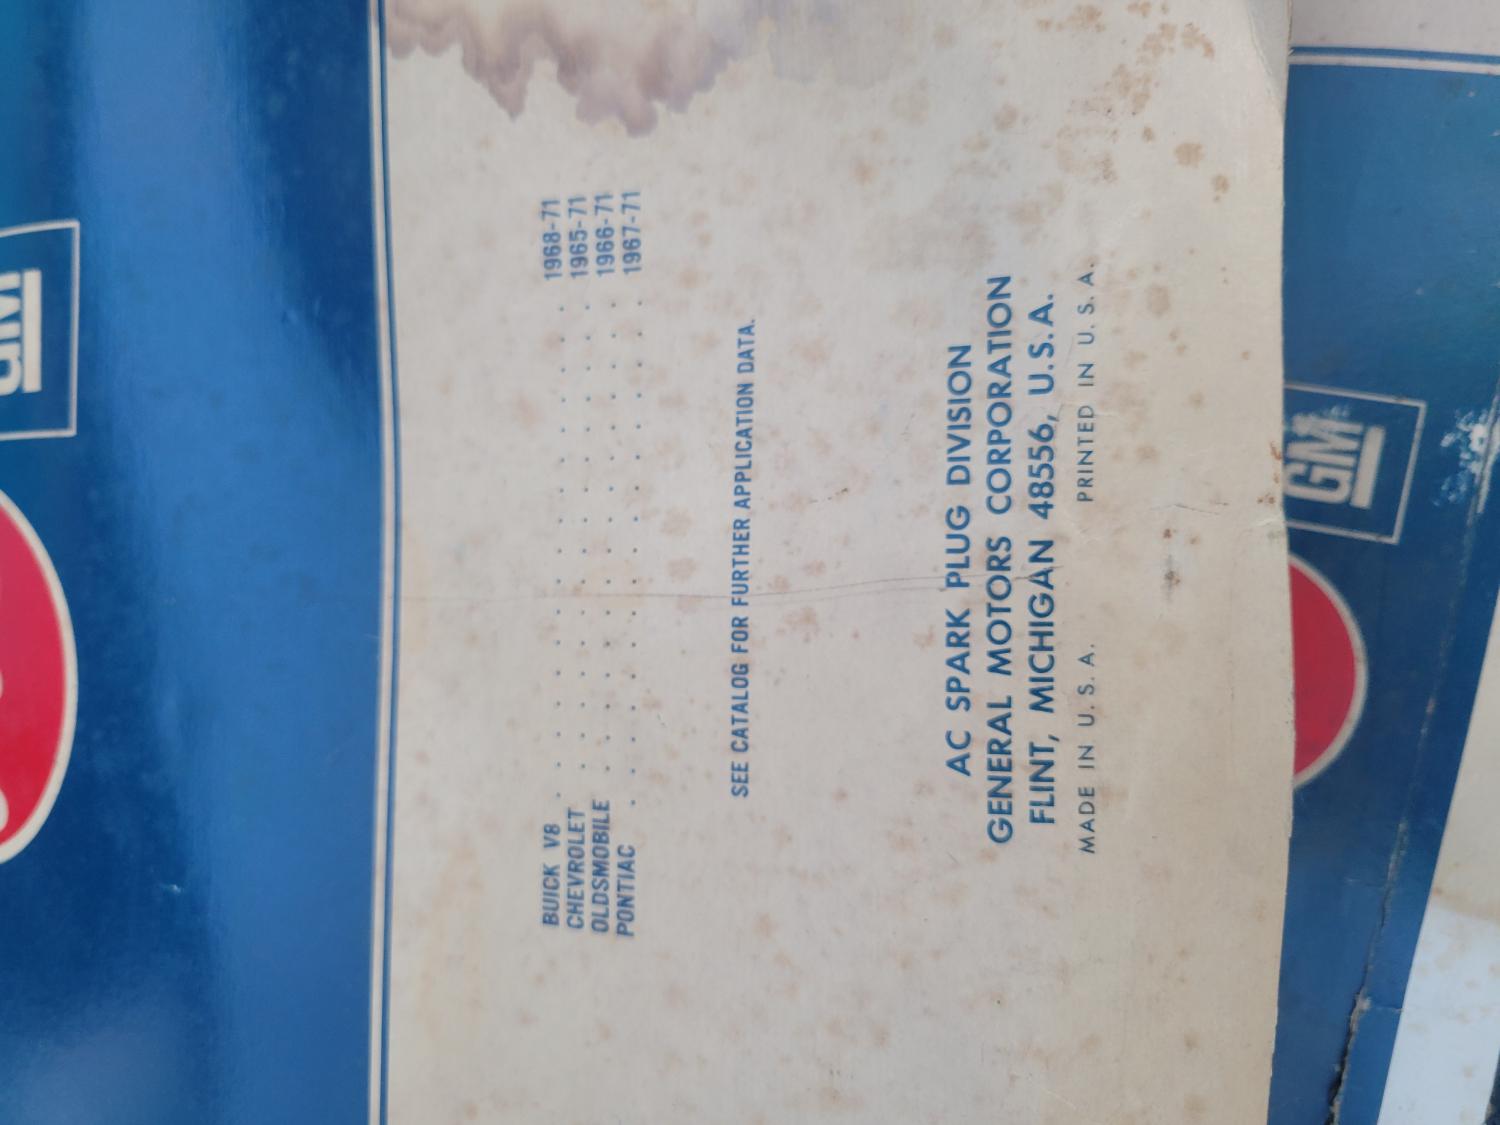 BUICK V8 . . . . . . . . . . . . 1968-71
CHEVROLET . . . . . . . . . . . . 1965-71
OLDSMOBILE . . . . . . . . . . . . 1966-71
PONTIAC . . . . . . . . . . . . 1967-71
SEE CATALOG FOR FURTHER APPLICATION DATA.
AC SPARK PLUG DIVISION
GENERAL MOTORS CORPORATION
FLINT, MICHIGAN 48556, U.S.A.
MADE IN U. S. A. PRINTED IN U. S. A.
GM
GM